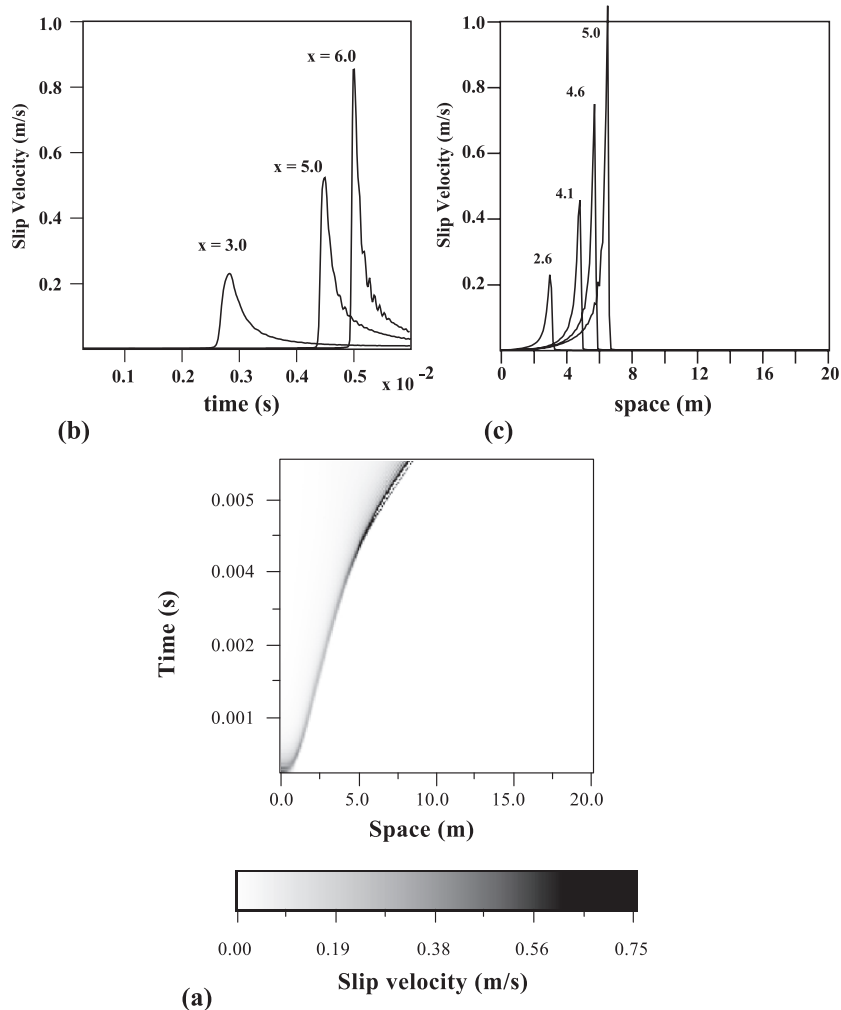 1.0
0.8
0.6
0.4
0.2
Slip Velocity (m/s)
x = 3.0
x = 5.0
x = 6.0
0.1 0.2 0.3 0.4 0.5
x 10 -2
time (s)
(b)
1.0
0.8
0.6
0.4
0.2
Slip Velocity (m/s)
2.6
4.1
4.6
5.0
0 4 8 12 16 20
space (m)
(c)
0.005
0.004
0.002
0.001
Time (s)
0.0 5.0 10.0 15.0 20.0
Space (m)
0.00 0.19 0.38 0.56 0.75
Slip velocity (m/s)
(a)